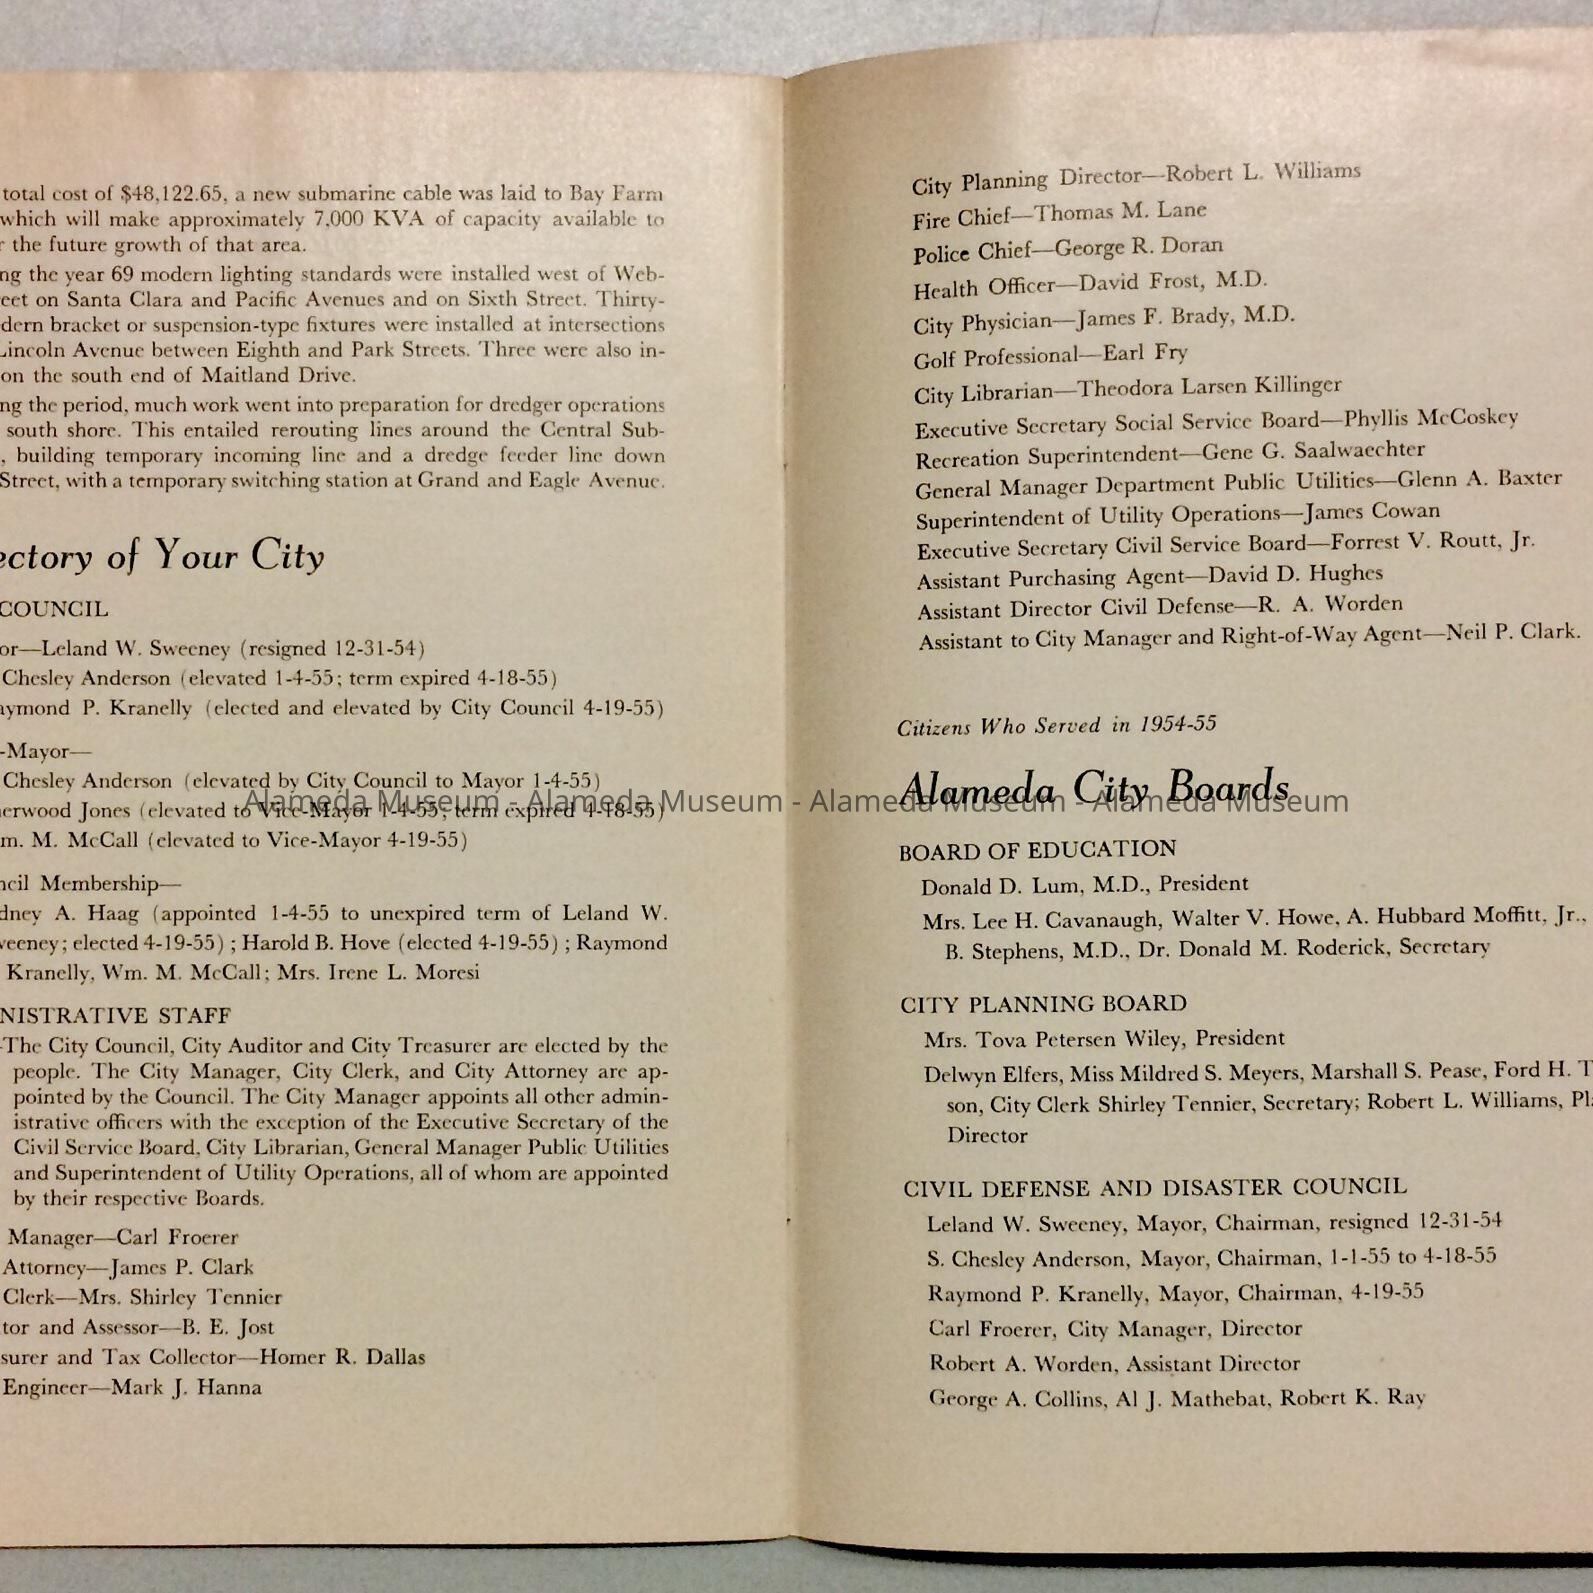 total cost of $48,122.65, a new submarine cable was laid to Bay Farm
which will make approximately 7,000 KVA of capacity available to
the future growth of that area.
ng the year 69 modern lighting standards were installed west of Web-
eet on Santa Clara and Pacific Avenues and on Sixth Street. Thirty-
dern bracket or suspension-type fixtures were installed at intersections
Lincoln Avenue between Eighth and Park Streets. Three were also in-
on the south end of Maitland Drive.
ng the period, much work went into preparation for dredger operations
south shore. This entailed rerouting lines around the Central Sub-
, building temporary incoming line and a dredge feeder line down
Street, with a temporary switching station at Grand and Eagle Avenue.
ectory of Your City
COUNCIL
or—Leland W. Sweeney (resigned 12-31-54)
Chesley Anderson (elevated 1-4-55; term expired 4-18-55)
aymond P. Kranelly (elected and elevated by City Council 4-19-55)
-Mayor—
Chesley Anderson (elevated by City Council to Mayor 1-4-55)
erwood Jones (elevated to Vice-Mayor 1-4-55; term expired 4-18-55)
m. M. McCall (elevated to Vice-Mayor 4-19-55)
ncil Membership—
dney A. Haag (appointed 1-4-55 to unexpired term of Leland W.
weeney; elected 4-19-55) ; Harold B. Hove (elected 4-19-55) ; Raymond
Kranelly, Wm. M. McCall; Mrs. Irene L. Moresi
NISTRATIVE STAFF
-The City Council, City Auditor and City Treasurer are elected by the
people. The City Manager, City Clerk, and City Attorney are ap-
pointed by the Council. The City Manager appoints all other admin-
istrative officers with the exception of the Executive Secretary of the
Civil Service Board, City Librarian, General Manager Public Utilities
and Superintendent of Utility Operations, all of whom are appointed
by their respective Boards.
Manager—Carl Froerer
Attorney—James P. Clark
Clerk—Mrs. Shirley Tennier
tor and Assessor—B. E. Jost
surer and Tax Collector—Homer R. Dallas
Engineer—Mark J. Hanna
City Planning Director—Robert L. Williams
Fire Chief—Thomas M. Lane
Police Chief—George R. Doran
Health Officer—David Frost, M.D.
City Physician—James F. Brady, M.D.
Golf Professional—Earl Fry
City Librarian—Theodora Larsen Killinger
Executive Secretary Social Service Board—Phyllis McCoskey
Recreation Superintendent—Gene G. Saalwaechter
General Manager Department Public Utilities—Glenn A. Baxter
Superintendent of Utility Operations—James Cowan
Executive Secretary Civil Service Board—Forrest V. Routt, Jr.
Assistant Purchasing Agent—David D. Hughes
Assistant Director Civil Defense—R. A. Worden
Assistant to City Manager and Right-of-Way Agent—Neil P. Clark.
Citizens Who Served in 1954-55
Alameda City Boards
Alameda Museum - Alameda Museum - Alameda Museum - Alameda Museum
BOARD OF EDUCATION
Donald D. Lum, M.D., President
Mrs. Lee H. Cavanaugh, Walter V. Howe, A. Hubbard Moffitt, Jr.,
B. Stephens, M.D., Dr. Donald M. Roderick, Secretary
CITY PLANNING BOARD
Mrs. Tova Petersen Wiley, President
Delwyn Elfers, Miss Mildred S. Meyers, Marshall S. Pease, Ford H. T
son, City Clerk Shirley Tennier, Secretary; Robert L. Williams, Pl
Director
CIVIL DEFENSE AND DISASTER COUNCIL
Leland W. Sweeney, Mayor, Chairman, resigned 12-31-54
S. Chesley Anderson, Mayor, Chairman, 1-1-55 to 4-18-55
Raymond P. Kranelly, Mayor, Chairman, 4-19-55
Carl Froerer, City Manager, Director
Robert A. Worden, Assistant Director
George A. Collins, Al J. Mathebat, Robert K. Ray